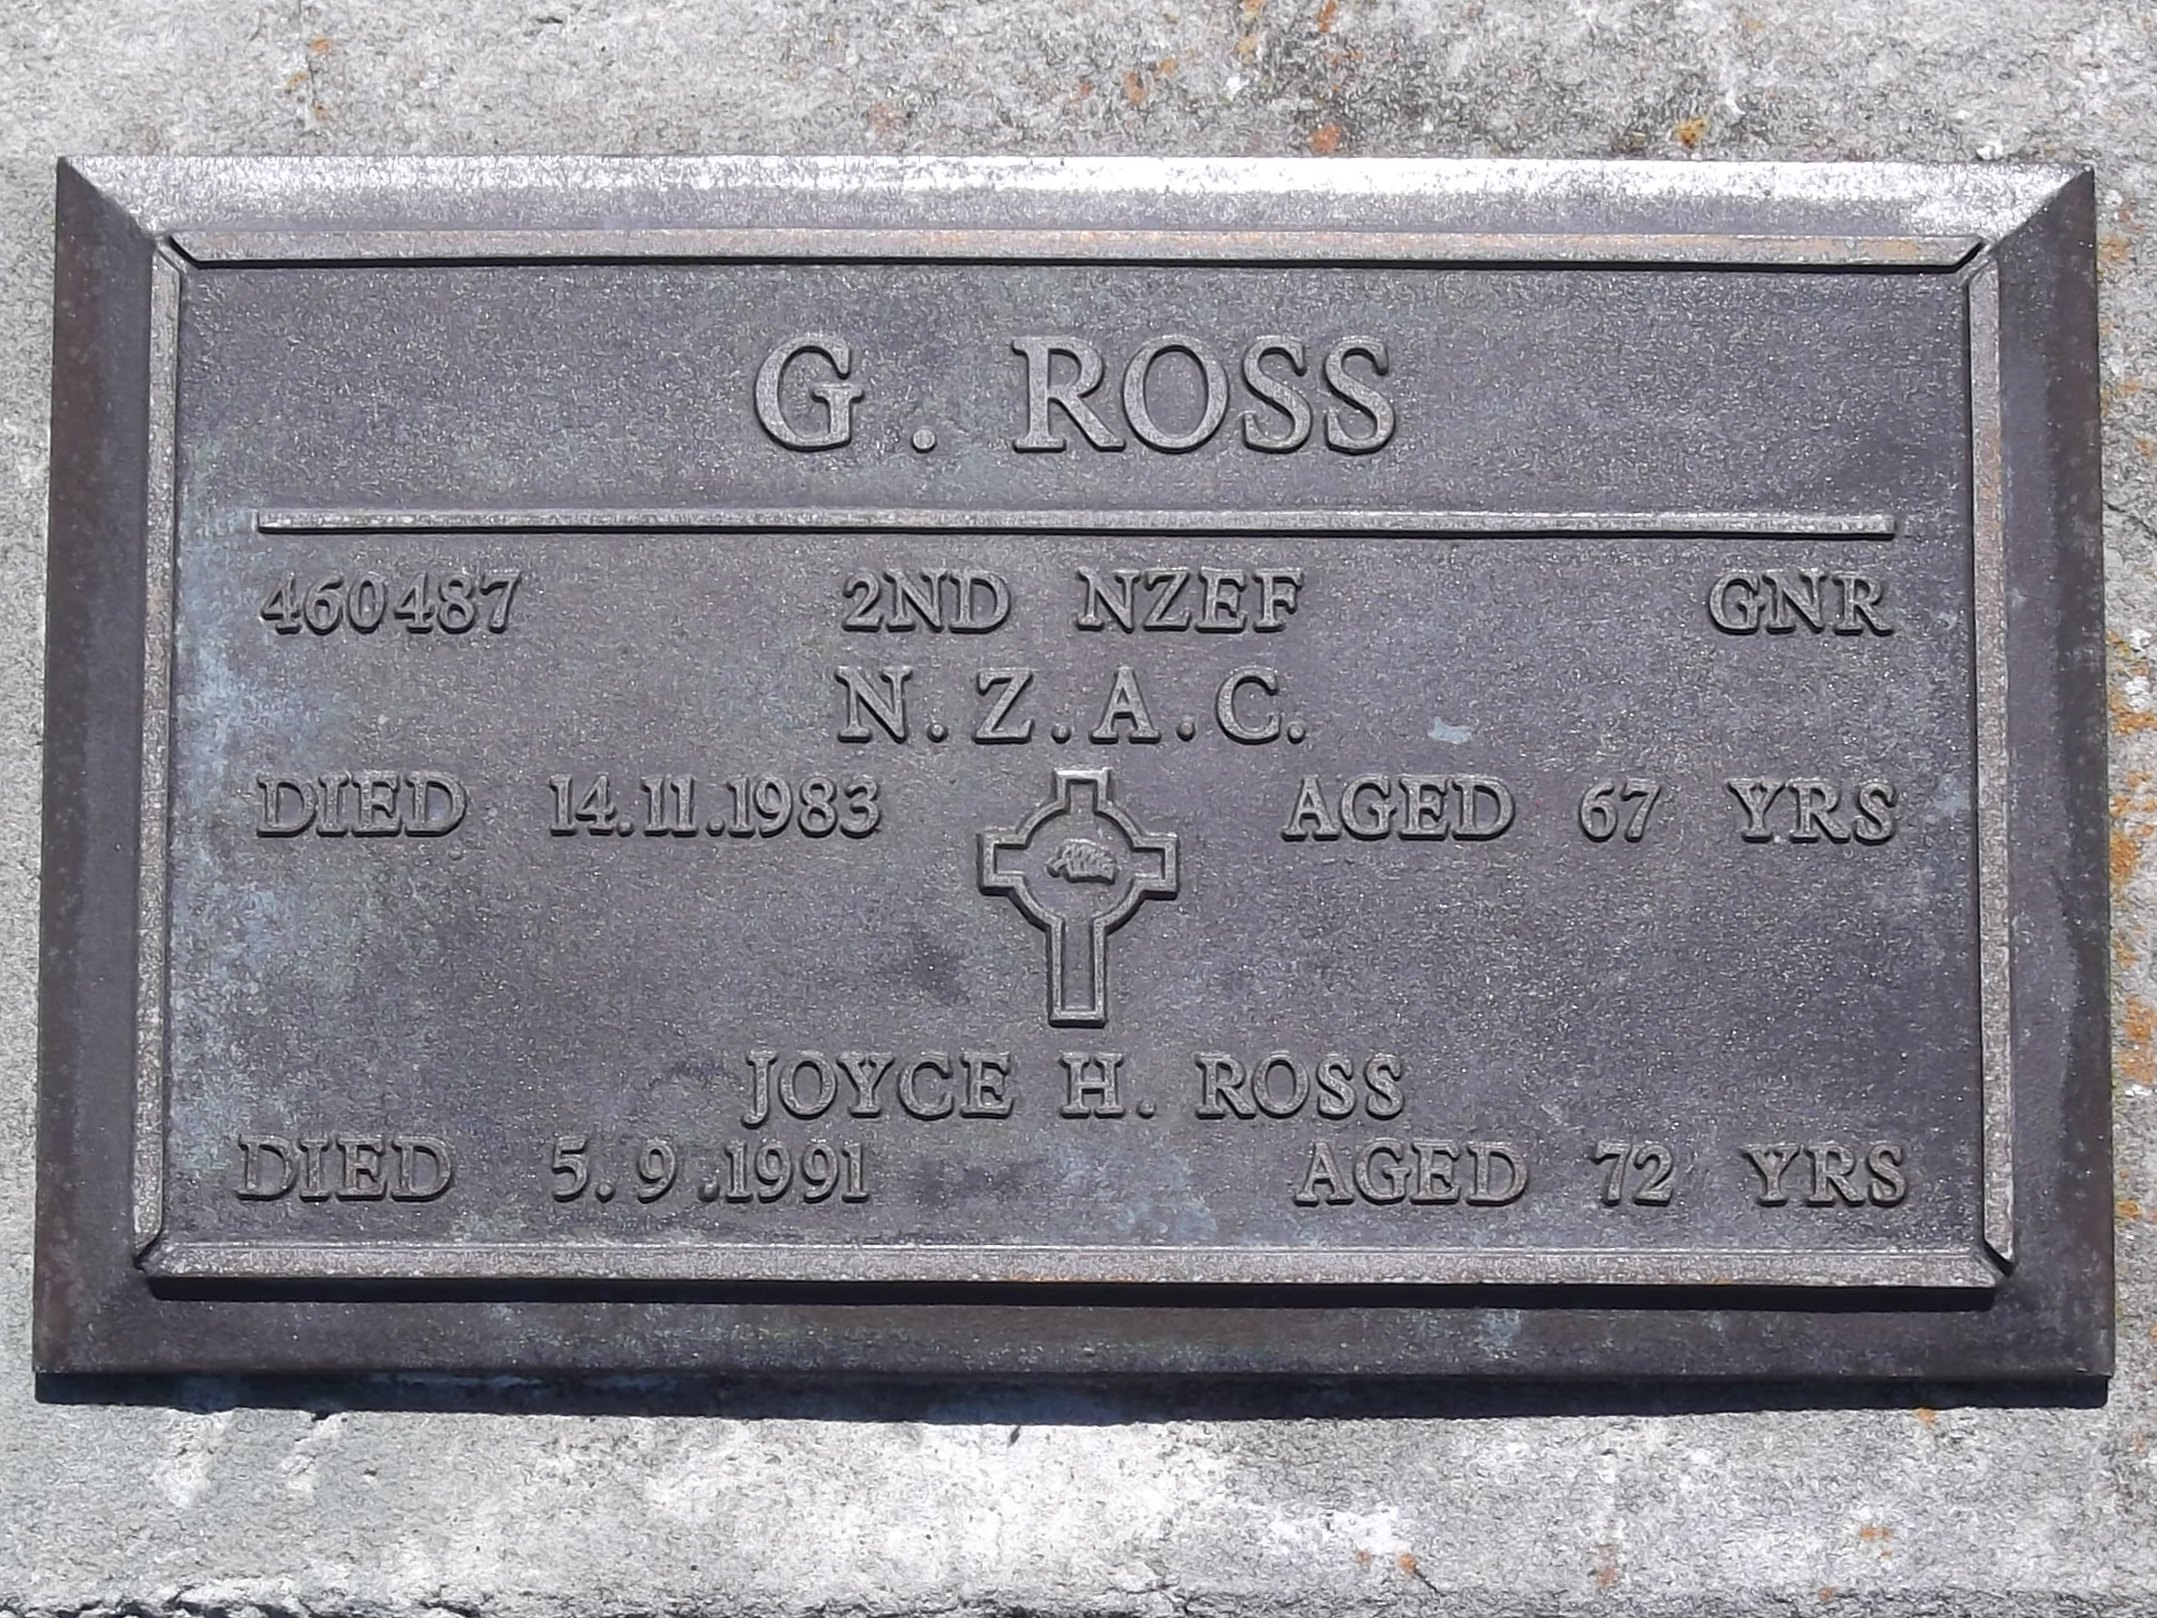 G. ROSS
460487 2ND NZEF GNR
N.Z.A.C.
DIED 14.11.1983 AGED 67 YRS
JOYCE H. ROSS
DIED 5.9.1991 AGED 72 YRS